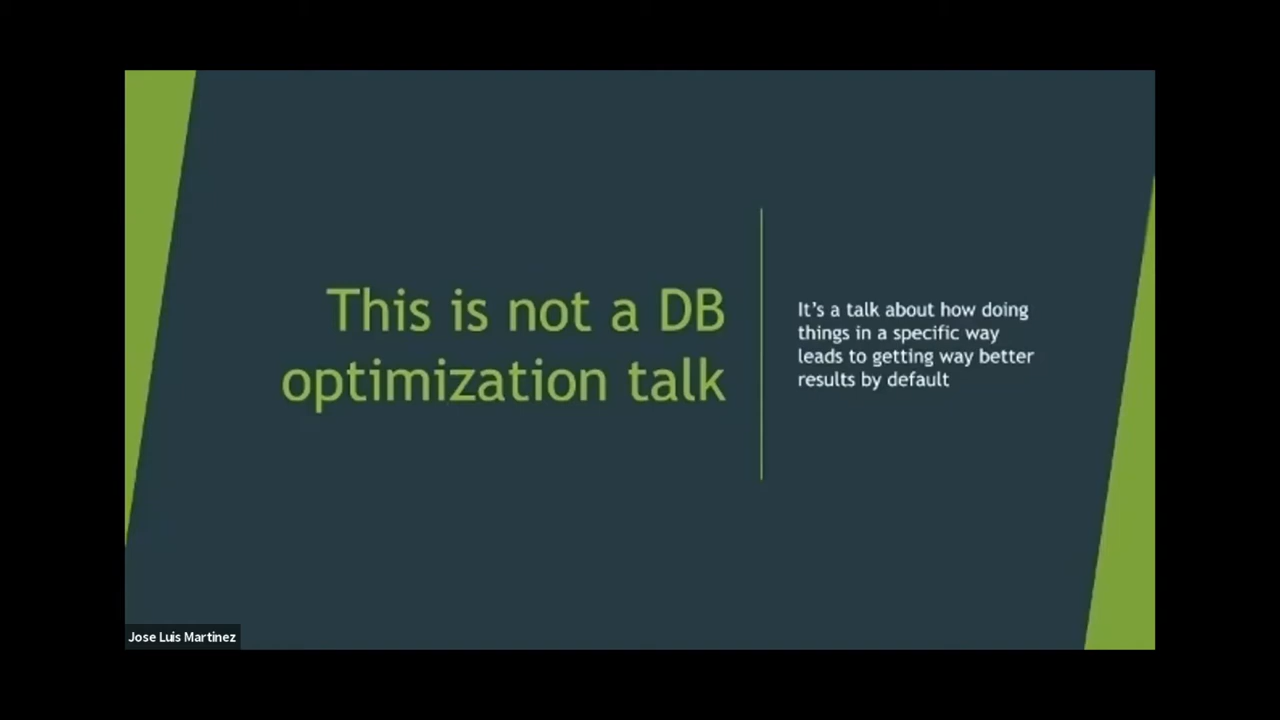 This is not a DB
optimization talk
It’s a talk about how doing
things in a specific way
leads to getting way better
results by default
Jose Luis Martinez